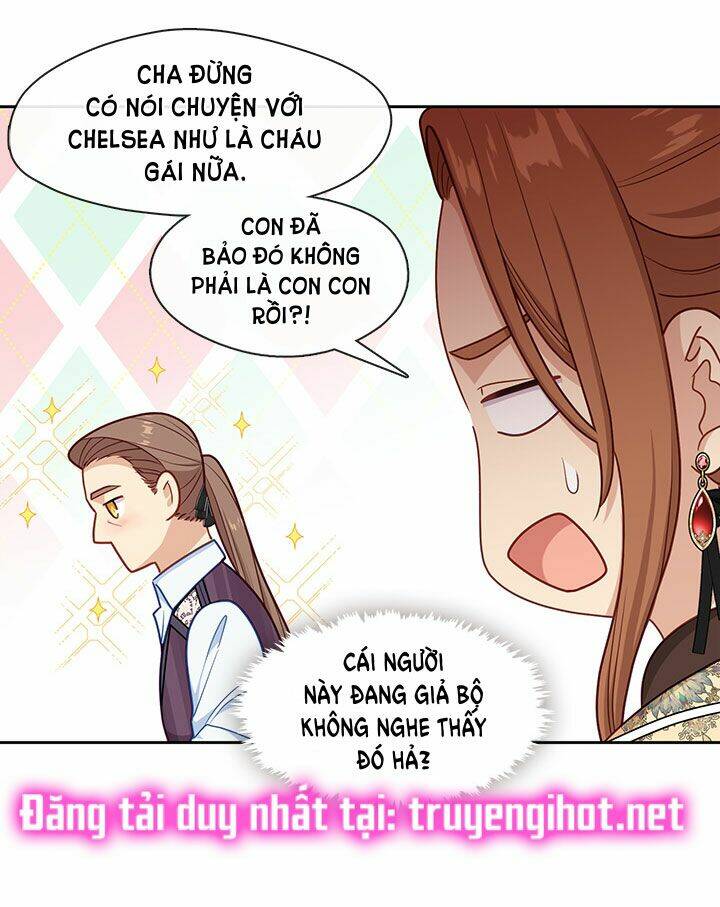 CHA ĐỪNG
CÓ NÓI CHUYỆN VỚI
CHELSEA NHƯ LÀ CHÁU
GÁI NỮA.
CON ĐÃ
BẢO ĐÓ KHÔNG
PHẢI LÀ CON CON
RỒI?!
CÁI NGƯỜI
NÀY ĐANG GIẢ BỘ
KHÔNG NGHE THẤY
ĐÓ HẢ?
Đăng tải duy nhất tại: truyengihot.net